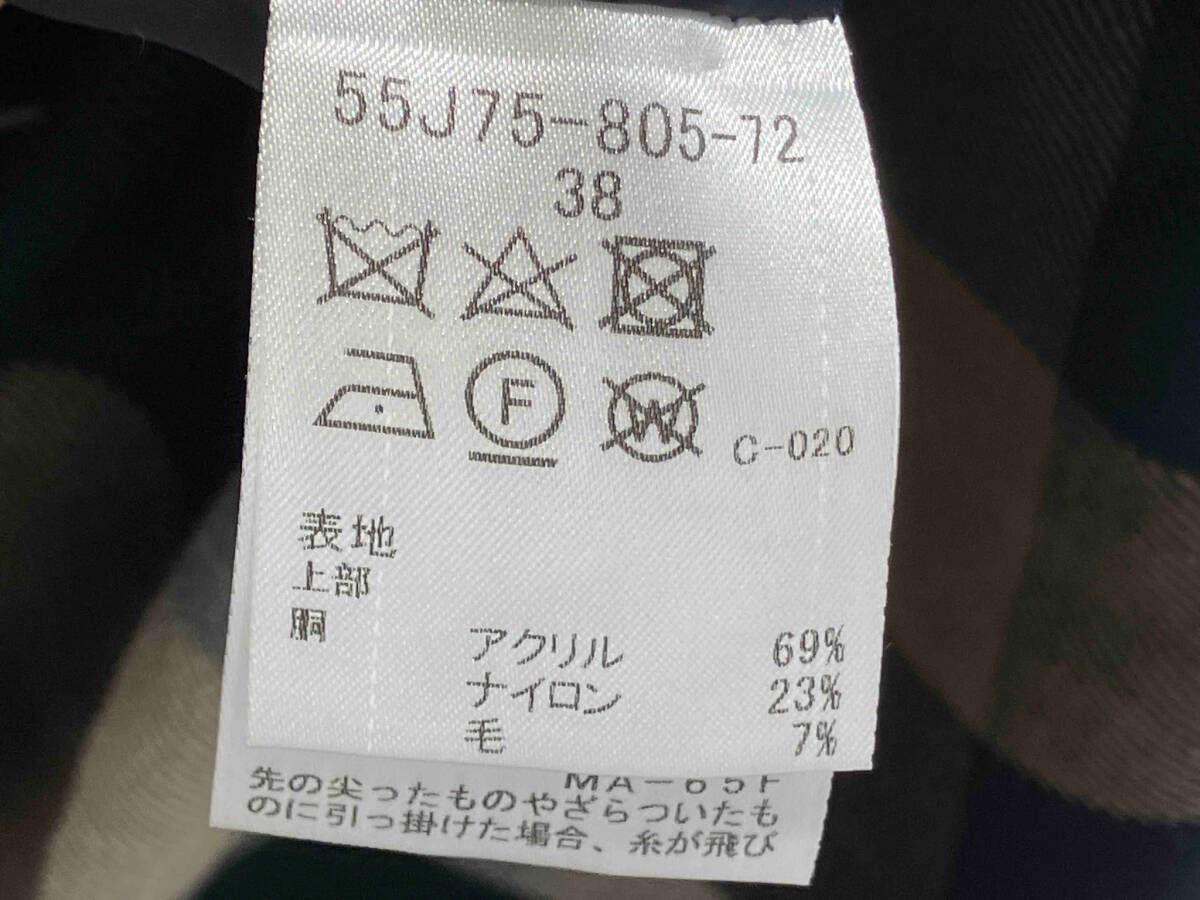 55J75-805-72
38
F
W
C-020
表地
上部
胴
アクリル 69%
ナイロン 23%
毛 7%
MA-65F
先の尖ったものやざらついたも
のに引っ掛けた場合、糸が飛び